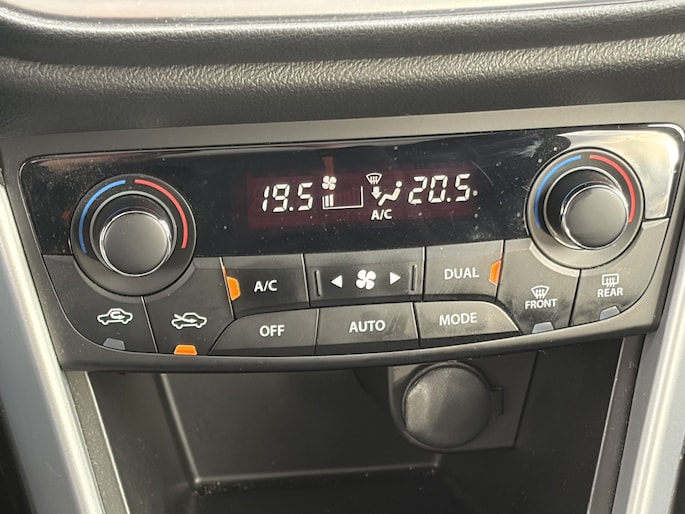 19.5 A/C 20.5
A/C DUAL
FRONT REAR
OFF AUTO MODE